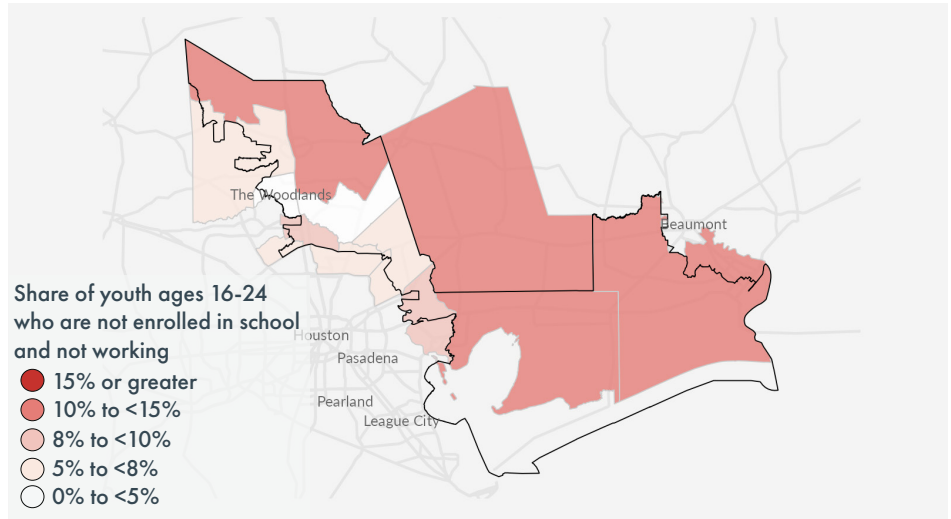 The Woodlands
Beaumont
Share of youth ages 16-24
who are not enrolled in school
and not working
15% or greater
10% to <15%
8% to <10%
5% to <8%
0% to <5%
Houston
Pasadena
Pearland
League City